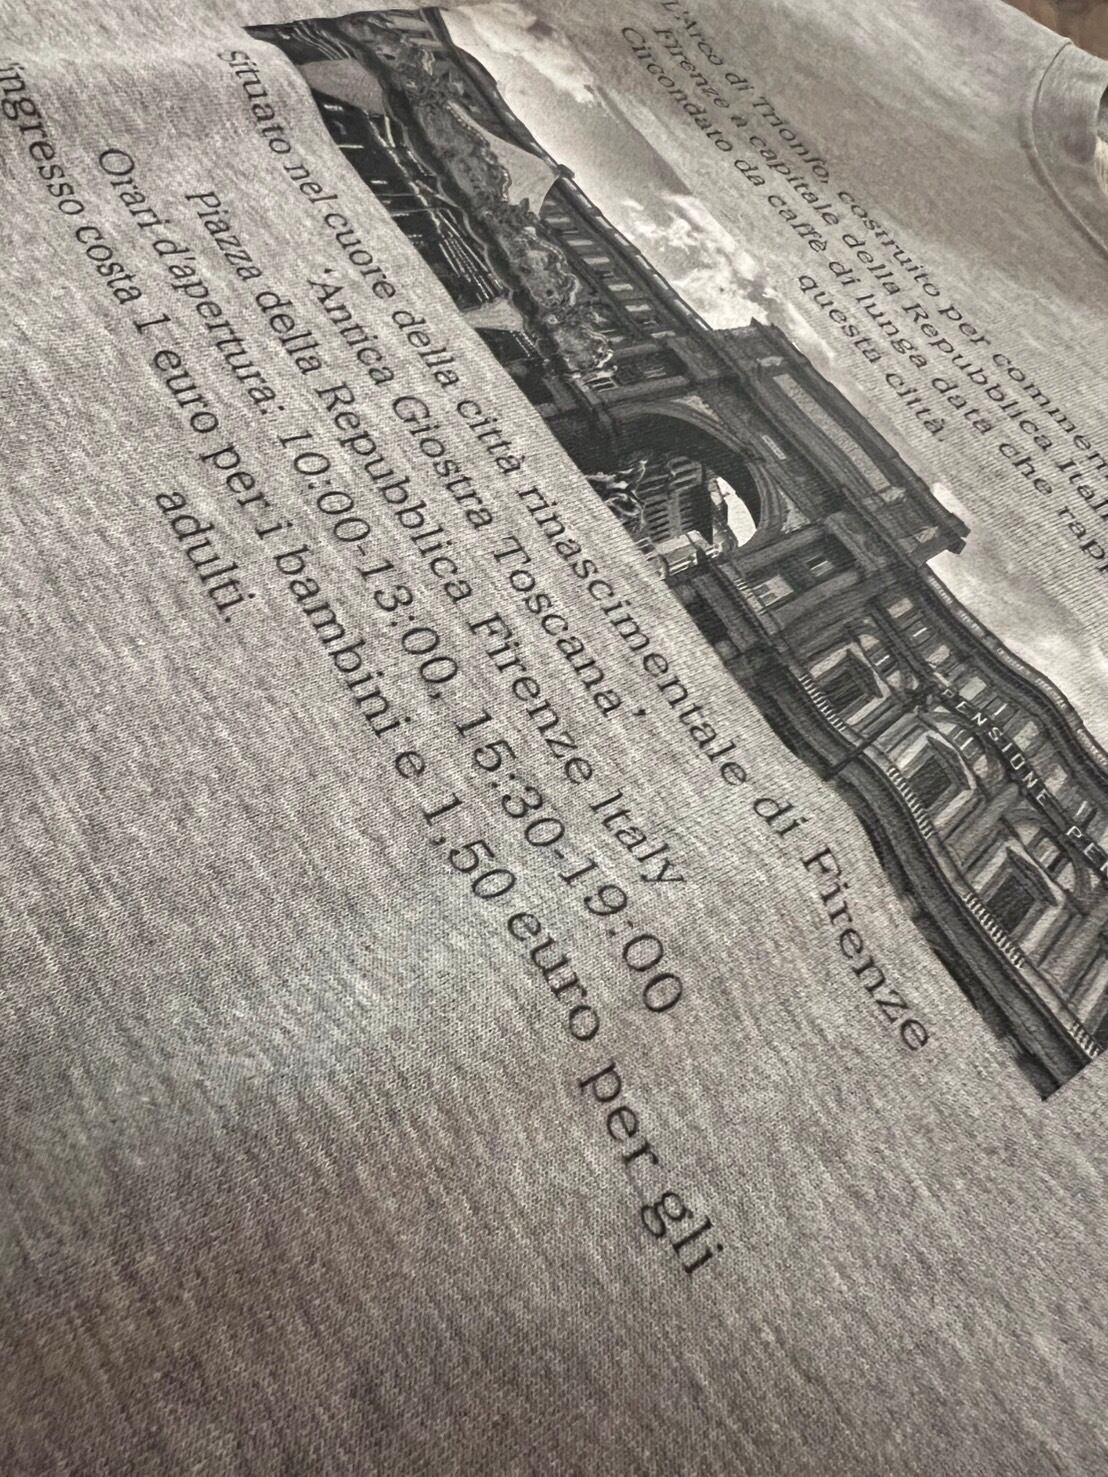 L'Arco di Trionfo, costruito per commem
Firenze a capitale della Repubblica Itali
Circondato da caffè di lunga data che rapp
questa città.
PENSIONE PEN
situato nel cuore della città rinascimentale di Firenze
'Antica Giostra Toscana'
Piazza della Repubblica Firenze Italy
Orari d'apertura: 10:00-13:00, 15:30-19:00
ingresso costa 1 euro per i bambini e 1,50 euro per gli
adulti.